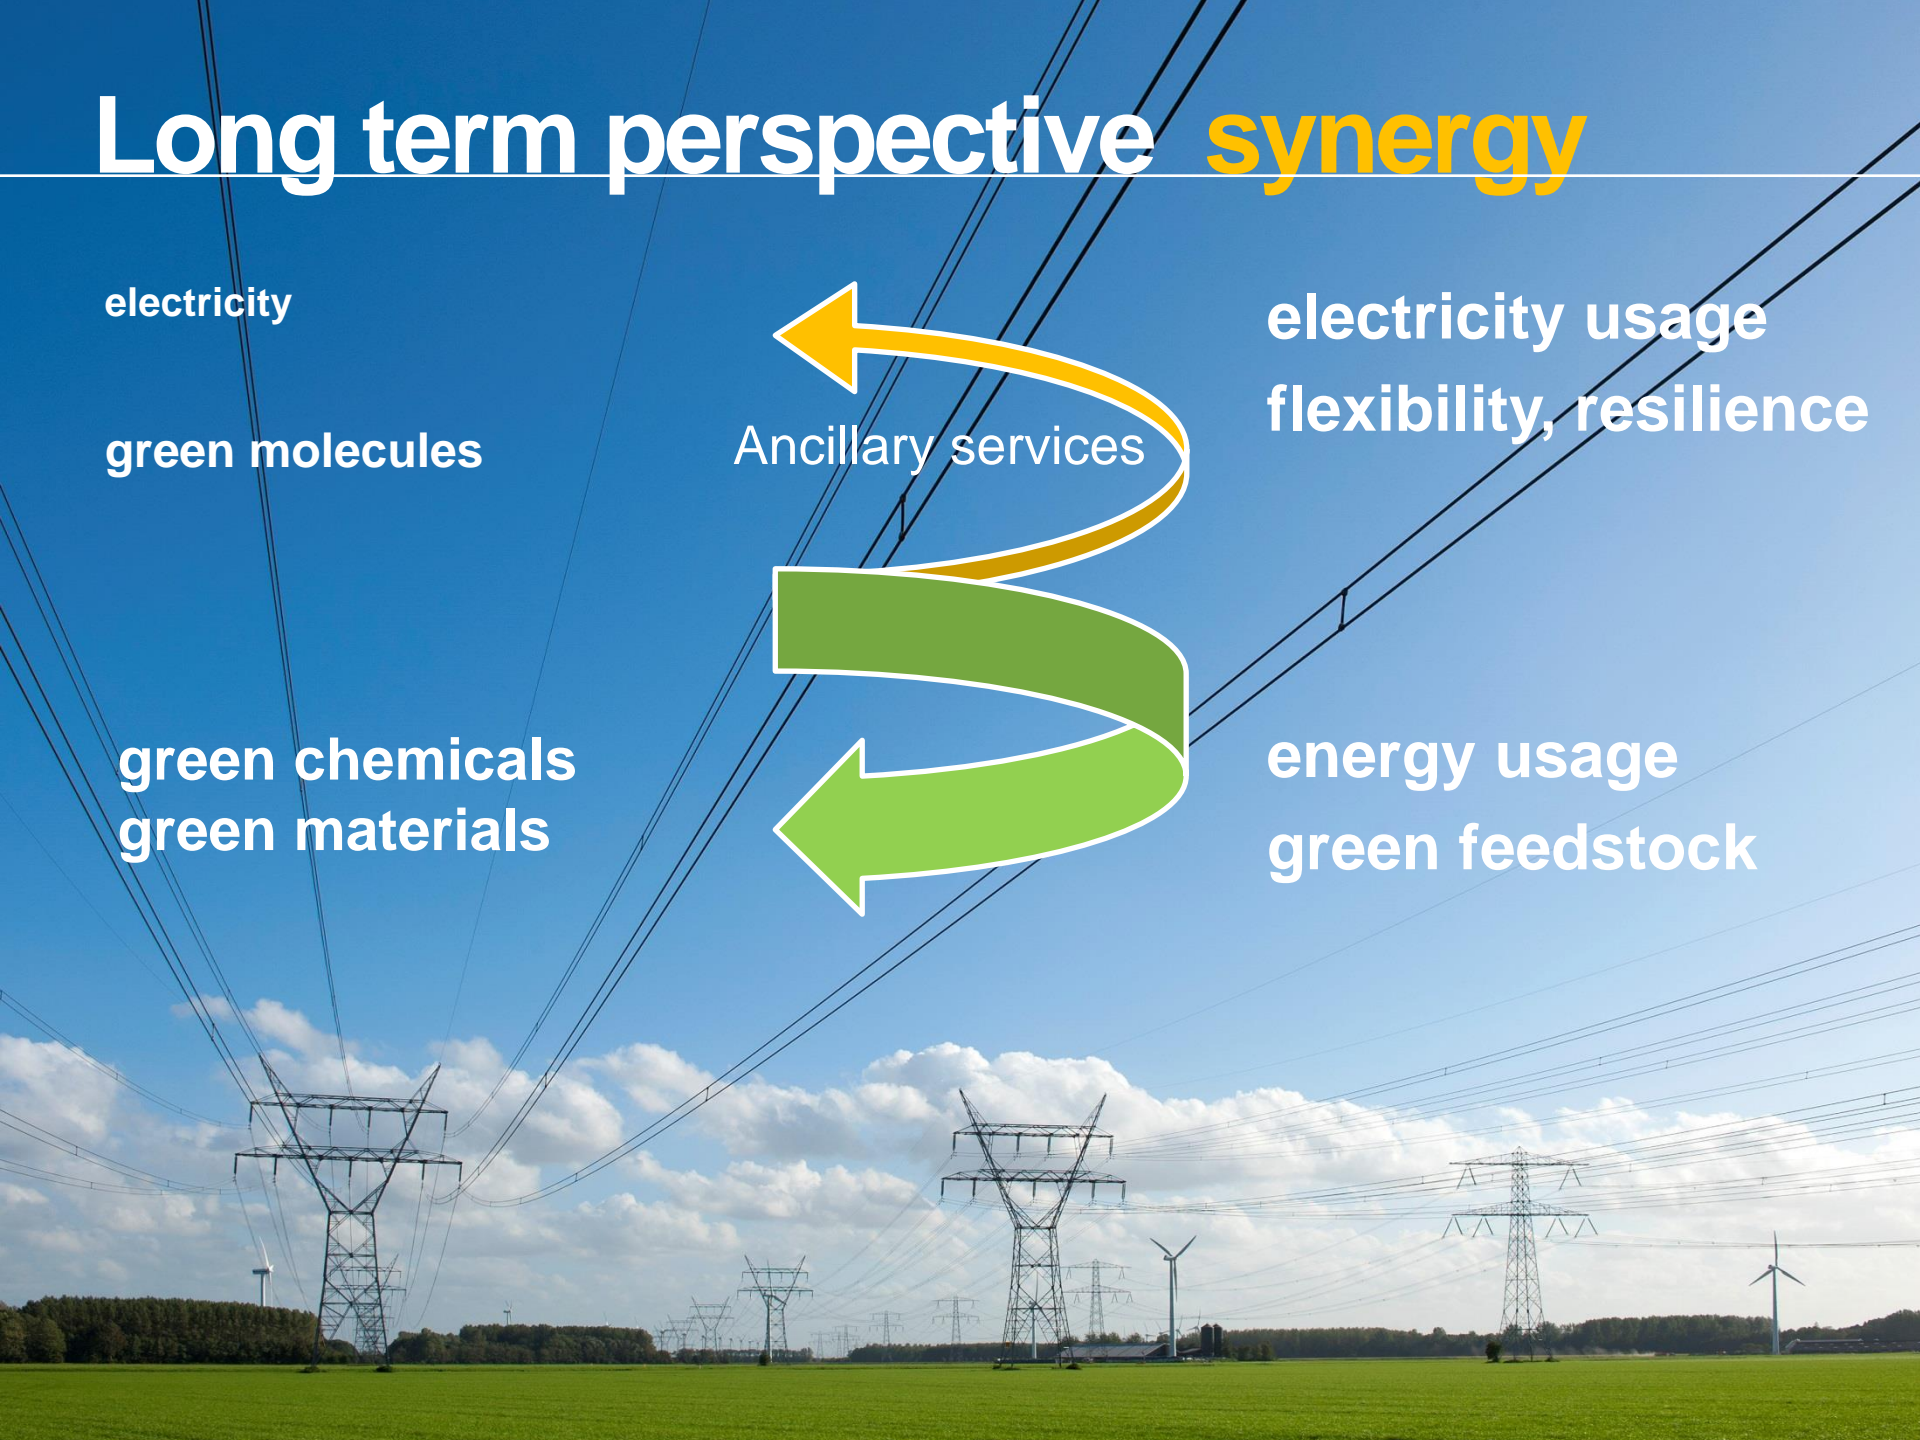 Long term perspective synergy
electricity
green molecules
Ancillary services
electricity usage
flexibility, resilience
green chemicals
green materials
energy usage
green feedstock